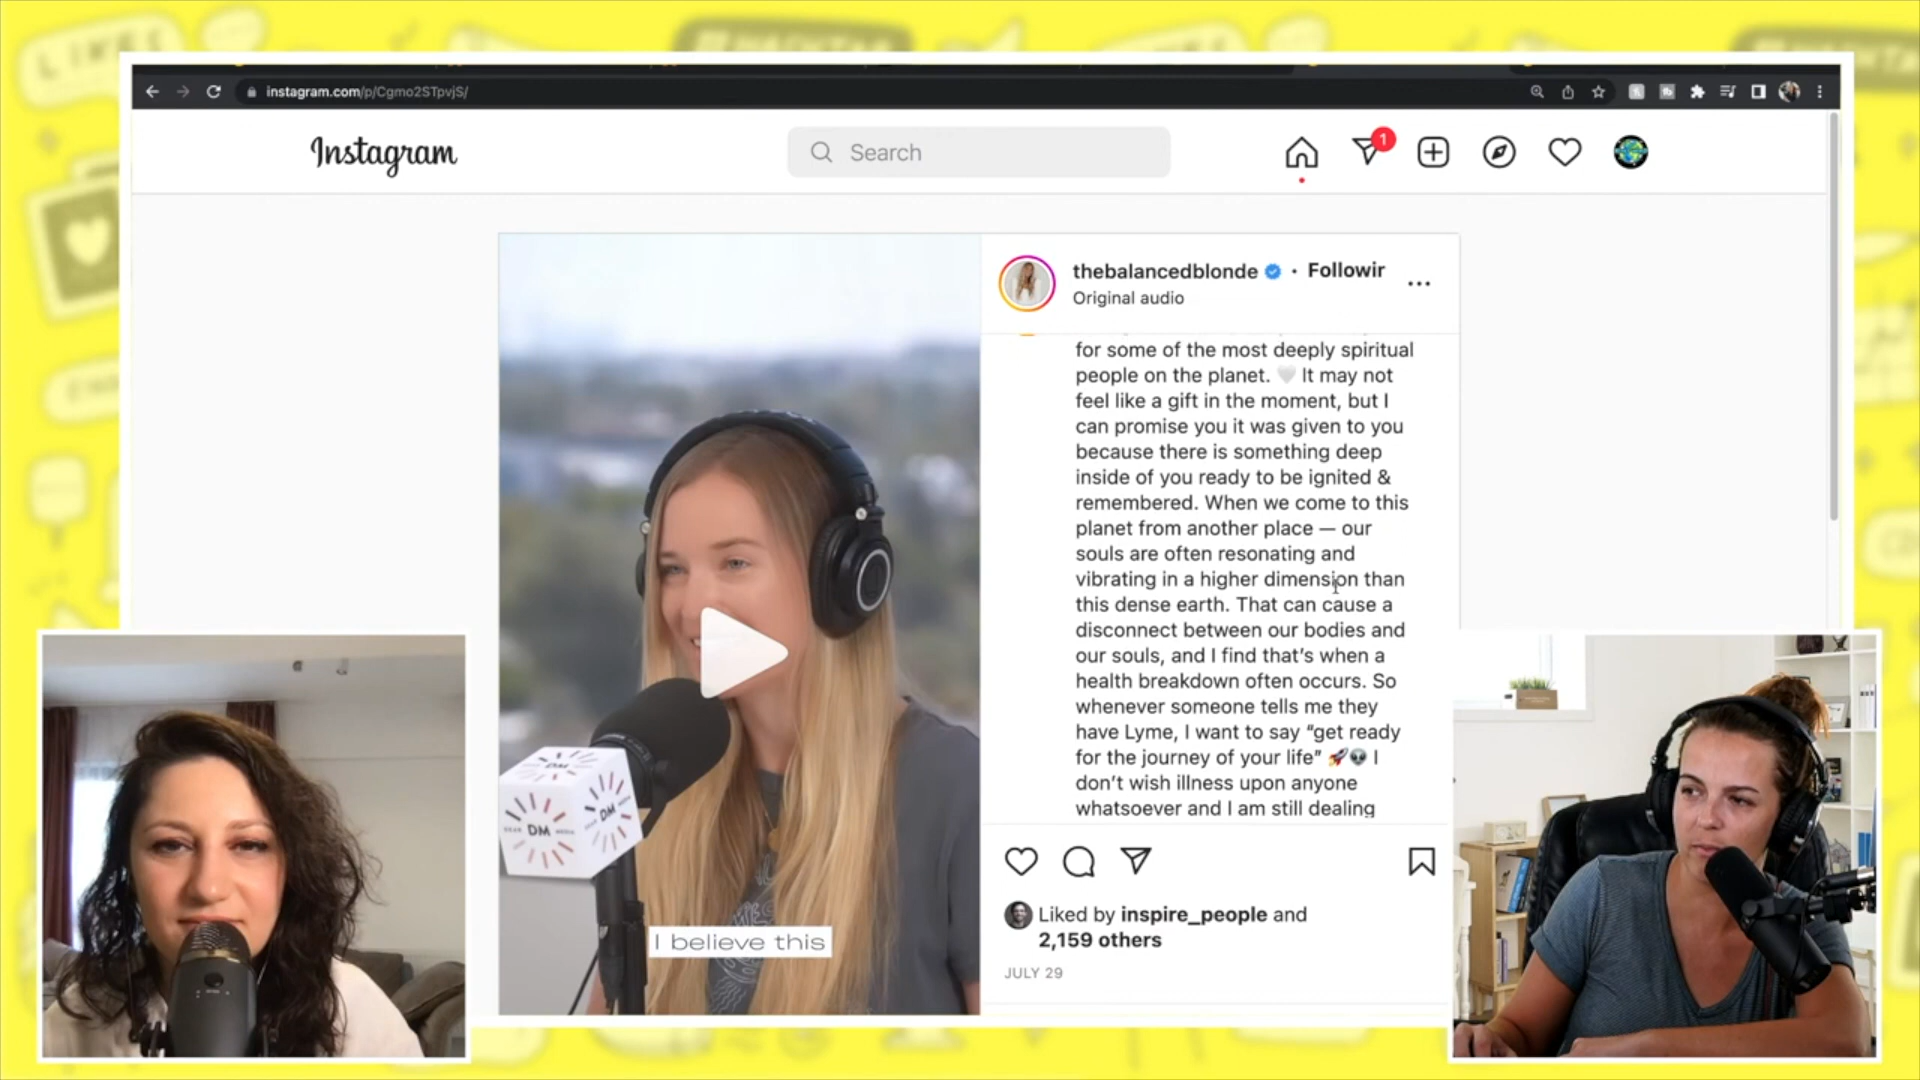 LIKES
instagram.com/p/Cgmo2STpvjS/
Instagram
Search
1
thebalancedblonde • Followir
Original audio
for some of the most deeply spiritual
people on the planet. 🤍 It may not
feel like a gift in the moment, but I
can promise you it was given to you
because there is something deep
inside of you ready to be ignited &
remembered. When we come to this
planet from another place — our
souls are often resonating and
vibrating in a higher dimension than
this dense earth. That can cause a
disconnect between our bodies and
our souls, and I find that’s when a
health breakdown often occurs. So
whenever someone tells me they
have Lyme, I want to say “get ready
for the journey of your life” 🚀👽 I
don’t wish illness upon anyone
whatsoever and I am still dealing
DM
DEAR DM MEDIA
DM
I believe this
Liked by inspire_people and
2,159 others
JULY 29